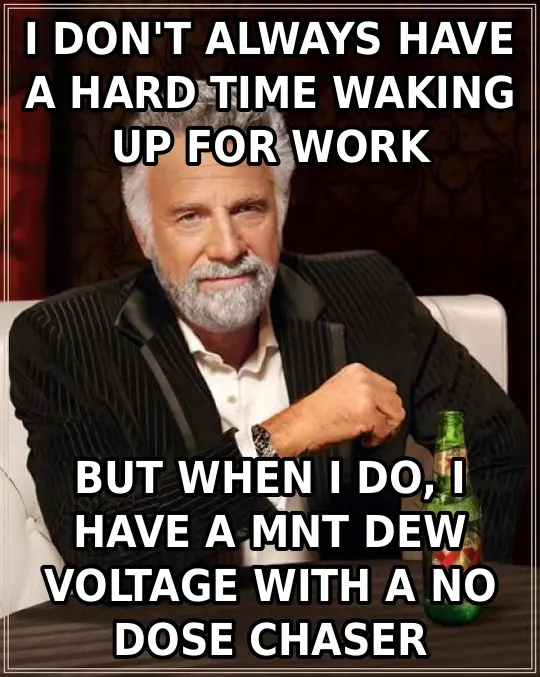 I DON'T ALWAYS HAVE
A HARD TIME WAKING
UP FOR WORK
BUT WHEN I DO, I
HAVE A MNT DEW
VOLTAGE WITH A NO
DOSE CHASER